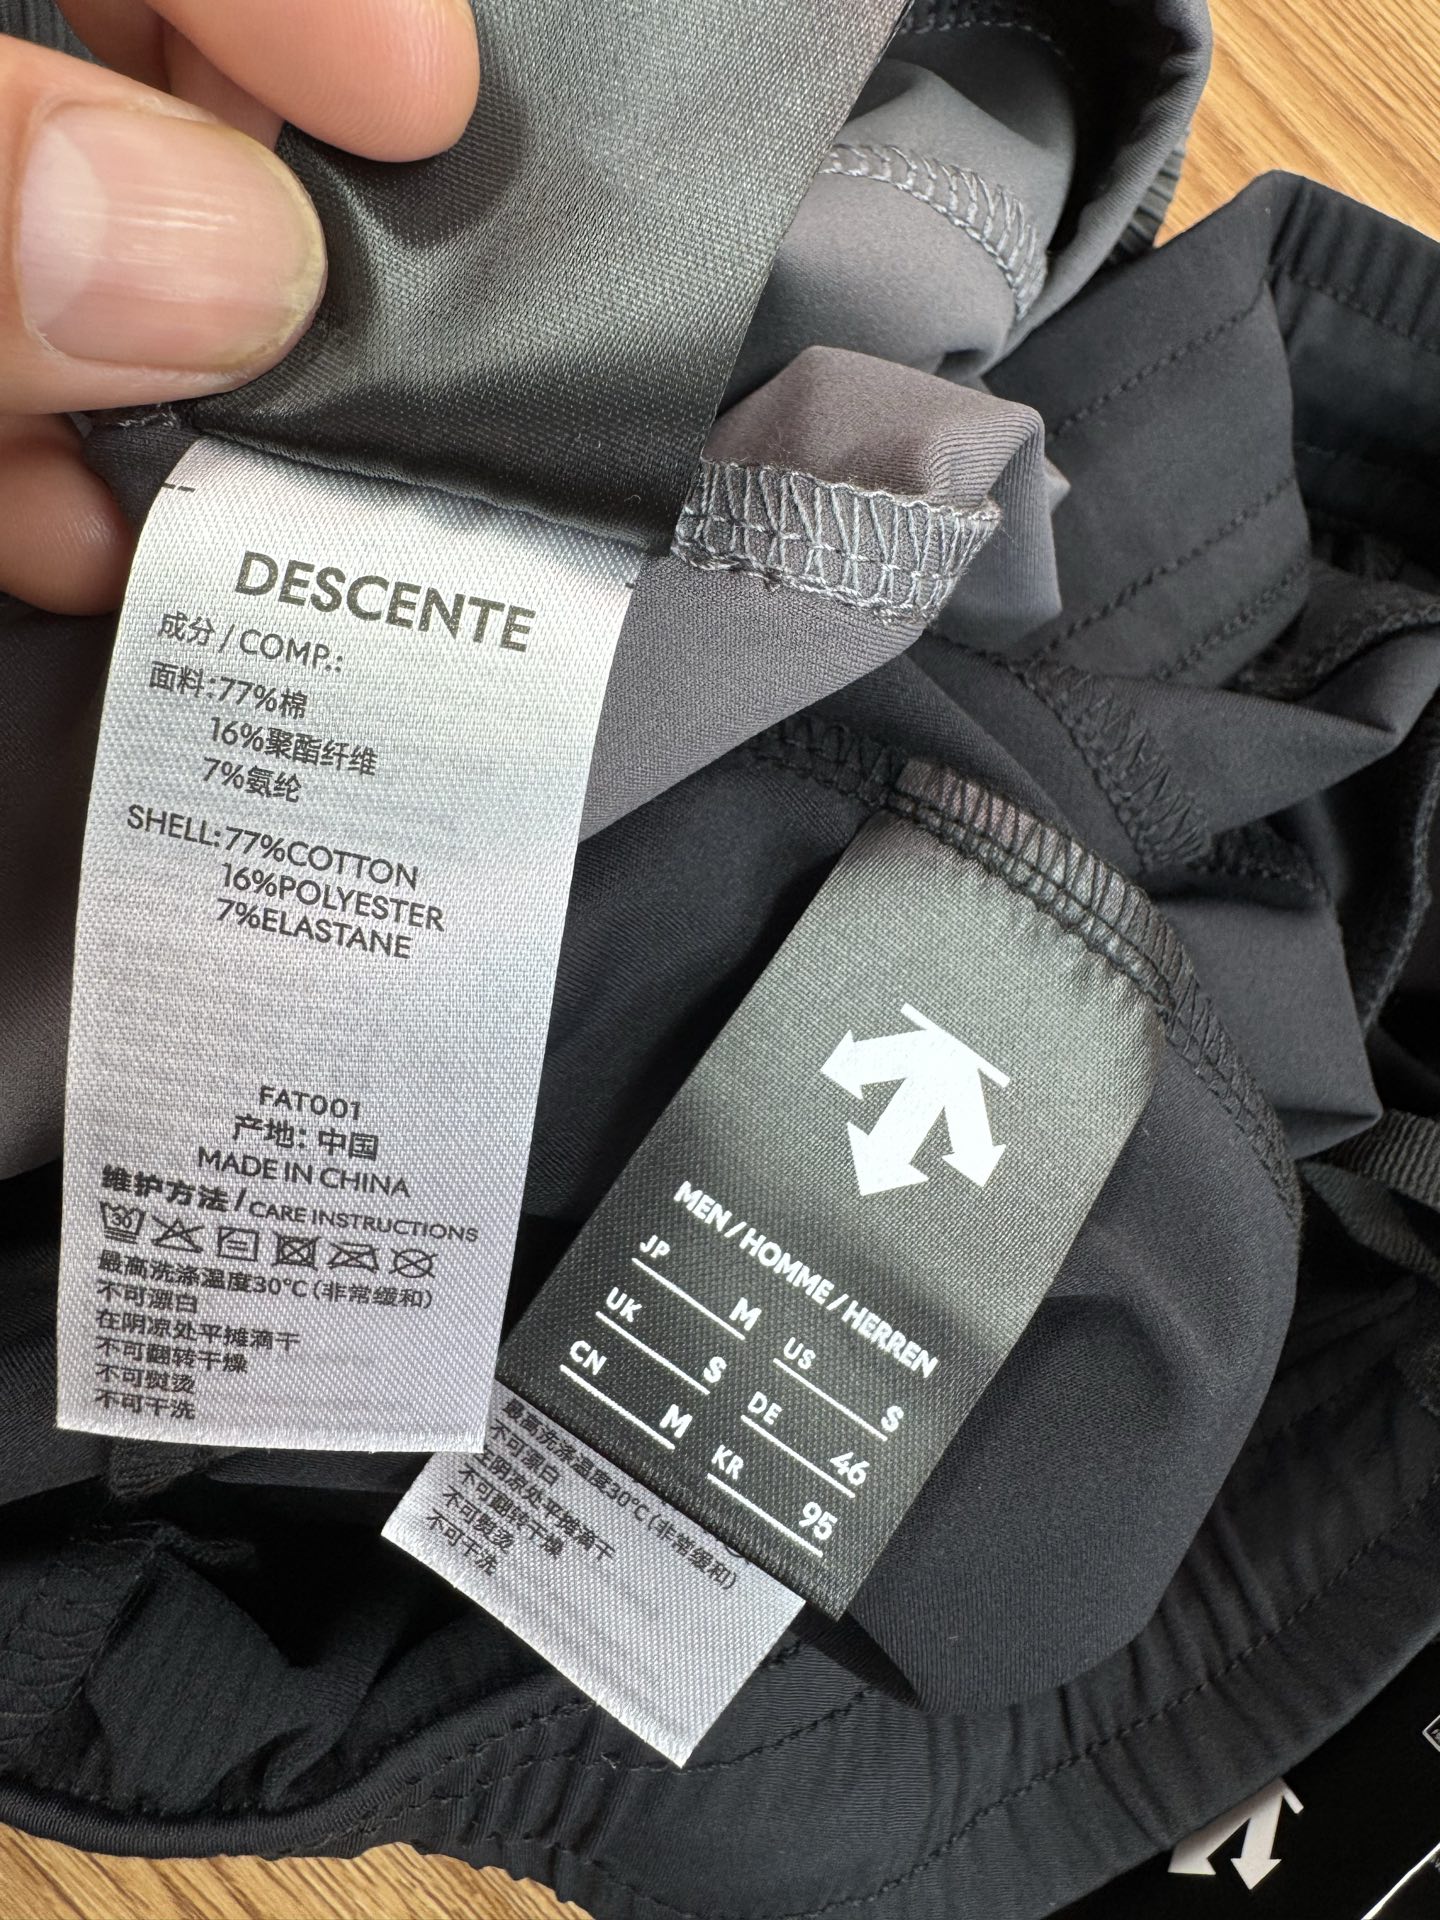 DESCENTE
成分 / COMP.:
面料:77%棉
16%聚酯纤维
7%氨纶
SHELL:77%COTTON
16%POLYESTER
7%ELASTANE
FAT001
产地: 中国
MADE IN CHINA
维护方法 / CARE INSTRUCTIONS
30
最高洗涤温度30°C (非常缓和)
不可漂白
在阴凉处平摊滴干
不可翻转干燥
不可熨烫
不可干洗
MEN / HOMME / HERREN
JP M
US S
UK S
DE 46
CN M
KR 95
最高洗涤温度30°C (非常缓和)
不可漂白
在阴凉处平摊滴干
不可翻转干燥
不可熨烫
不可干洗